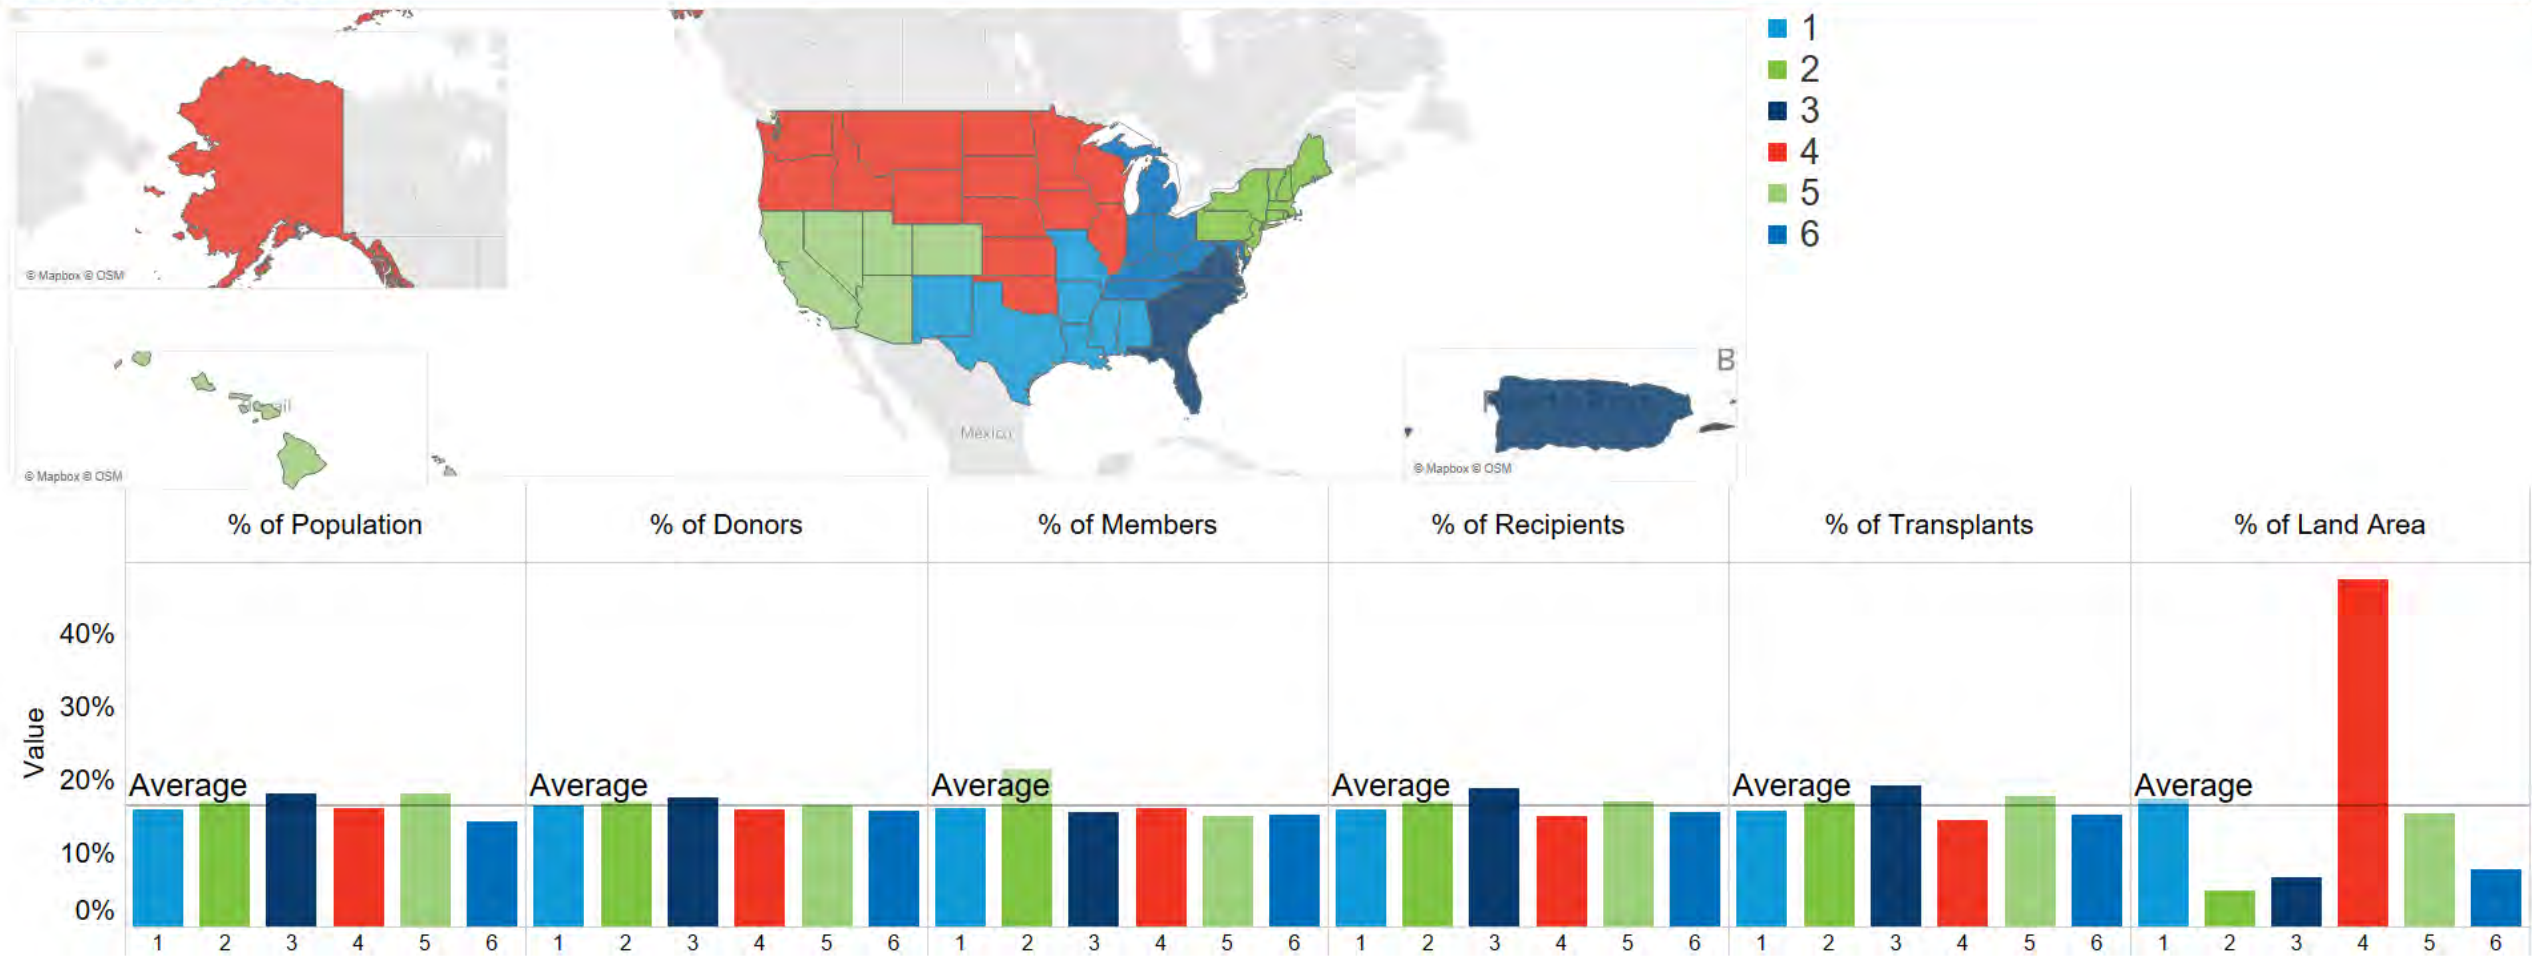 1
2
3
4
5
6
© Mapbox © OSM
© Mapbox © OSM
México
B
© Mapbox © OSM
% of Population
% of Donors
% of Members
% of Recipients
% of Transplants
% of Land Area
Value
40%
30%
20%
10%
0%
Average
Average
Average
Average
Average
Average
1 2 3 4 5 6
1 2 3 4 5 6
1 2 3 4 5 6
1 2 3 4 5 6
1 2 3 4 5 6
1 2 3 4 5 6